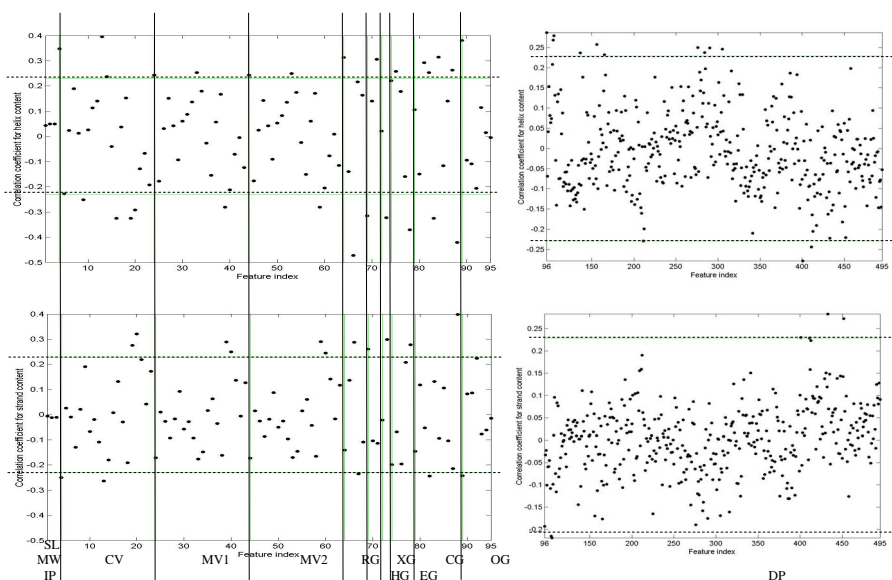 Correlation coefficient for helix content
0.4
0.3
0.2
0.1
0
-0.1
-0.2
-0.3
-0.4
-0.5
10 20 30 40 50 60 70 80 90 95
Feature index
Correlation coefficient for helix content
0.25
0.2
0.15
0.1
0.05
0
-0.05
-0.1
-0.15
-0.2
-0.25
96 150 200 250 300 350 400 450 495
Feature index
Correlation coefficient for strand content
0.4
0.3
0.2
0.1
0
-0.1
-0.2
-0.3
-0.4
-0.5
10 20 30 40 50 60 70 80 90 95
Feature index
Correlation coefficient for strand content
0.25
0.2
0.15
0.1
0.05
0
-0.05
-0.1
-0.15
-0.2
96 150 200 250 300 350 400 450 495
Feature index
SL
MW CV MV1 MV2 RG XG CG OG
IP HG EG
DP